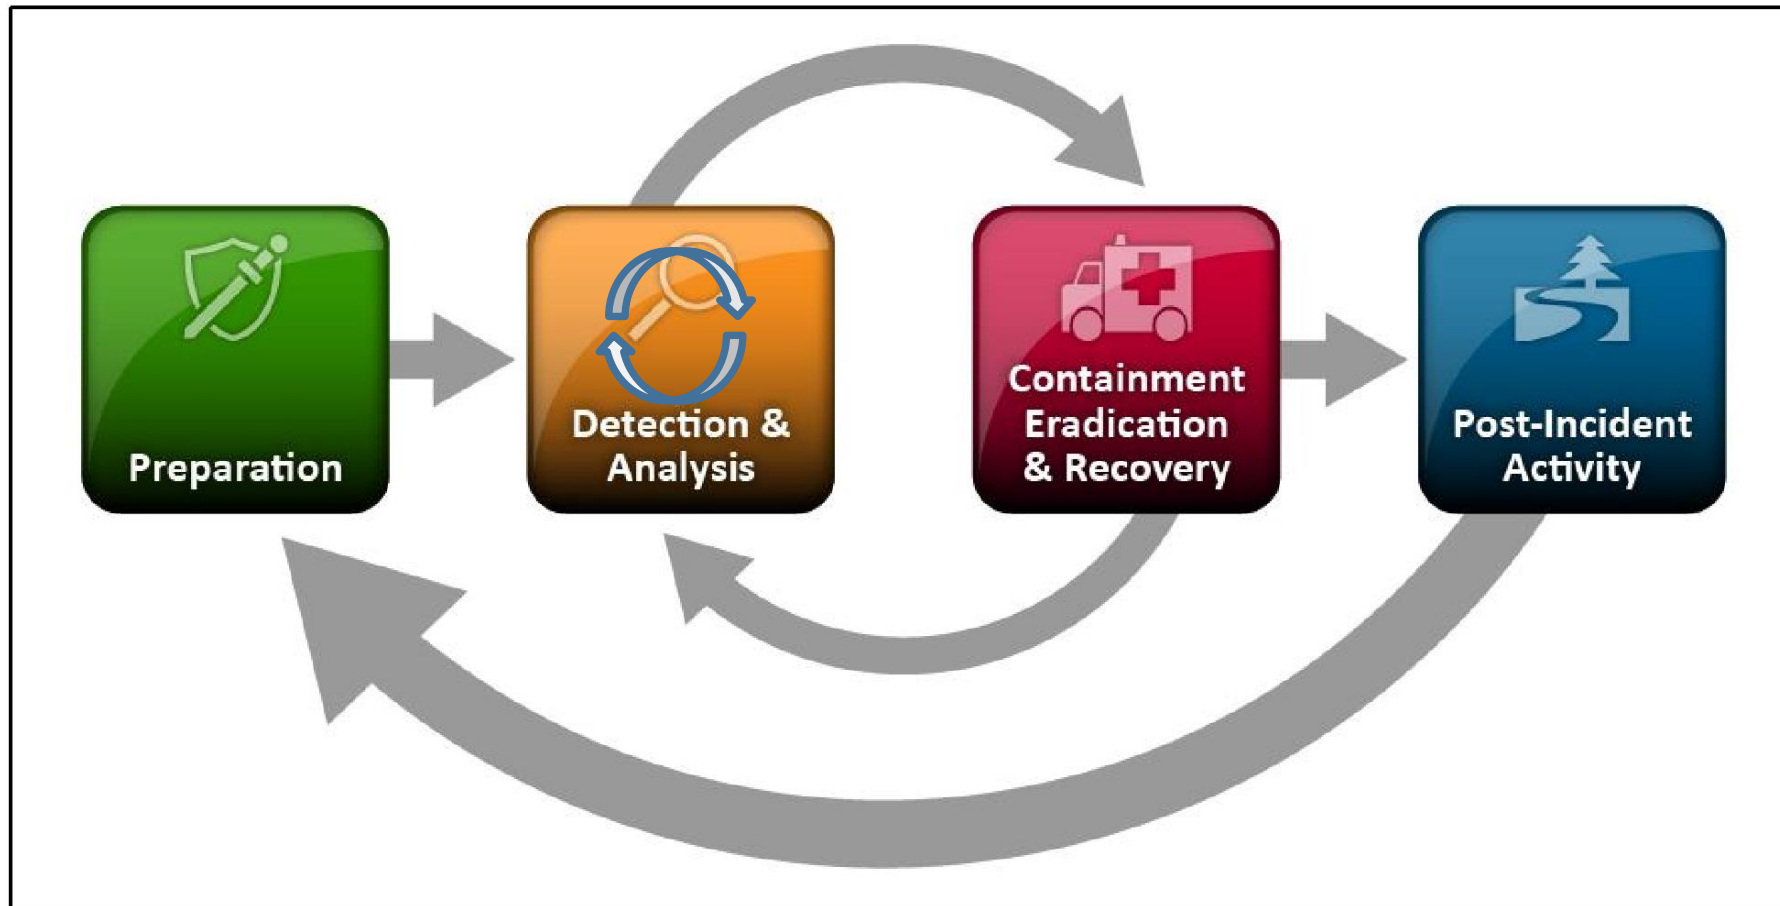 Preparation
Detection &
Analysis
Containment
Eradication
& Recovery
Post-Incident
Activity